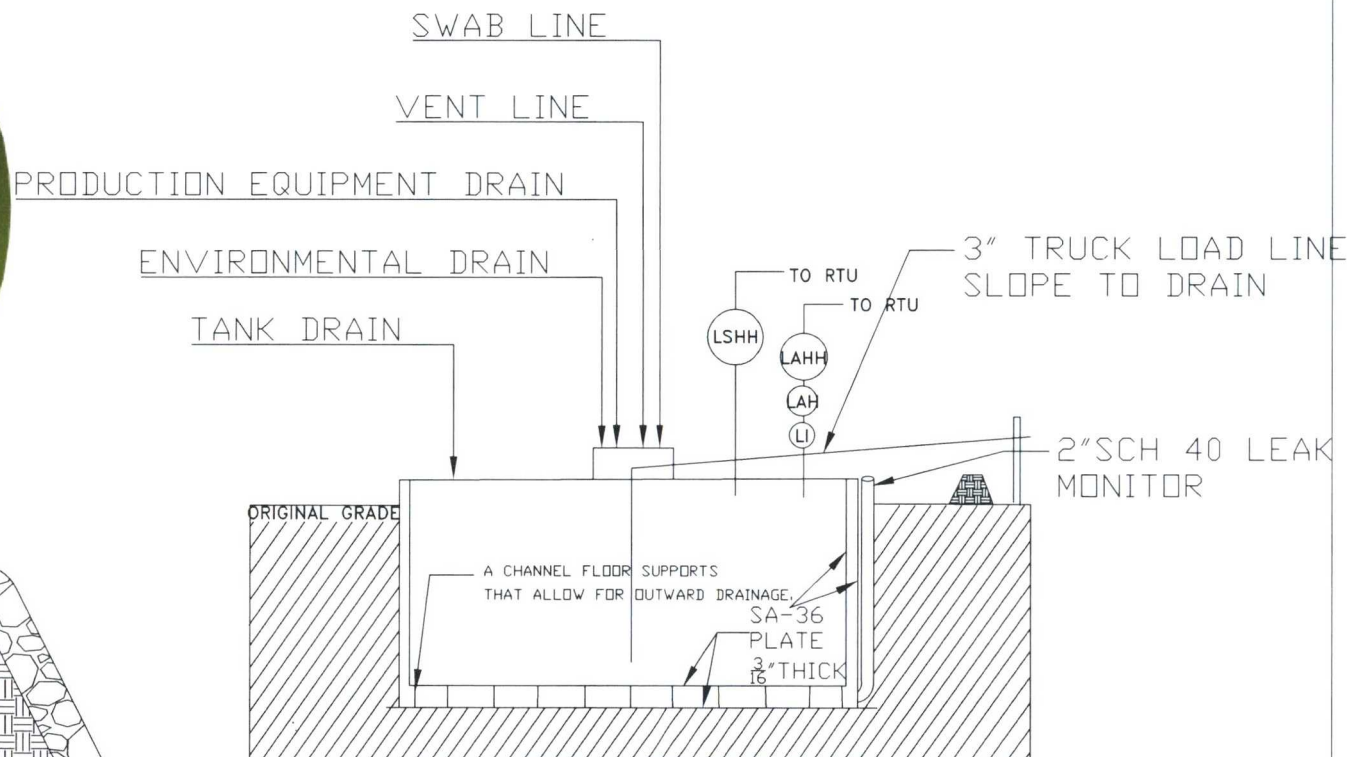 SWAB LINE
VENT LINE
PRODUCTION EQUIPMENT DRAIN
ENVIRONMENTAL DRAIN
TANK DRAIN
3" TRUCK LOAD LINE
SLOPE TO DRAIN
TO RTU
TO RTU
LSHH
LAHH
LAH
LI
2"SCH 40 LEAK
MONITOR
ORIGINAL GRADE
A CHANNEL FLOOR SUPPORTS
THAT ALLOW FOR OUTWARD DRAINAGE.
SA-36
PLATE
3/16"THICK